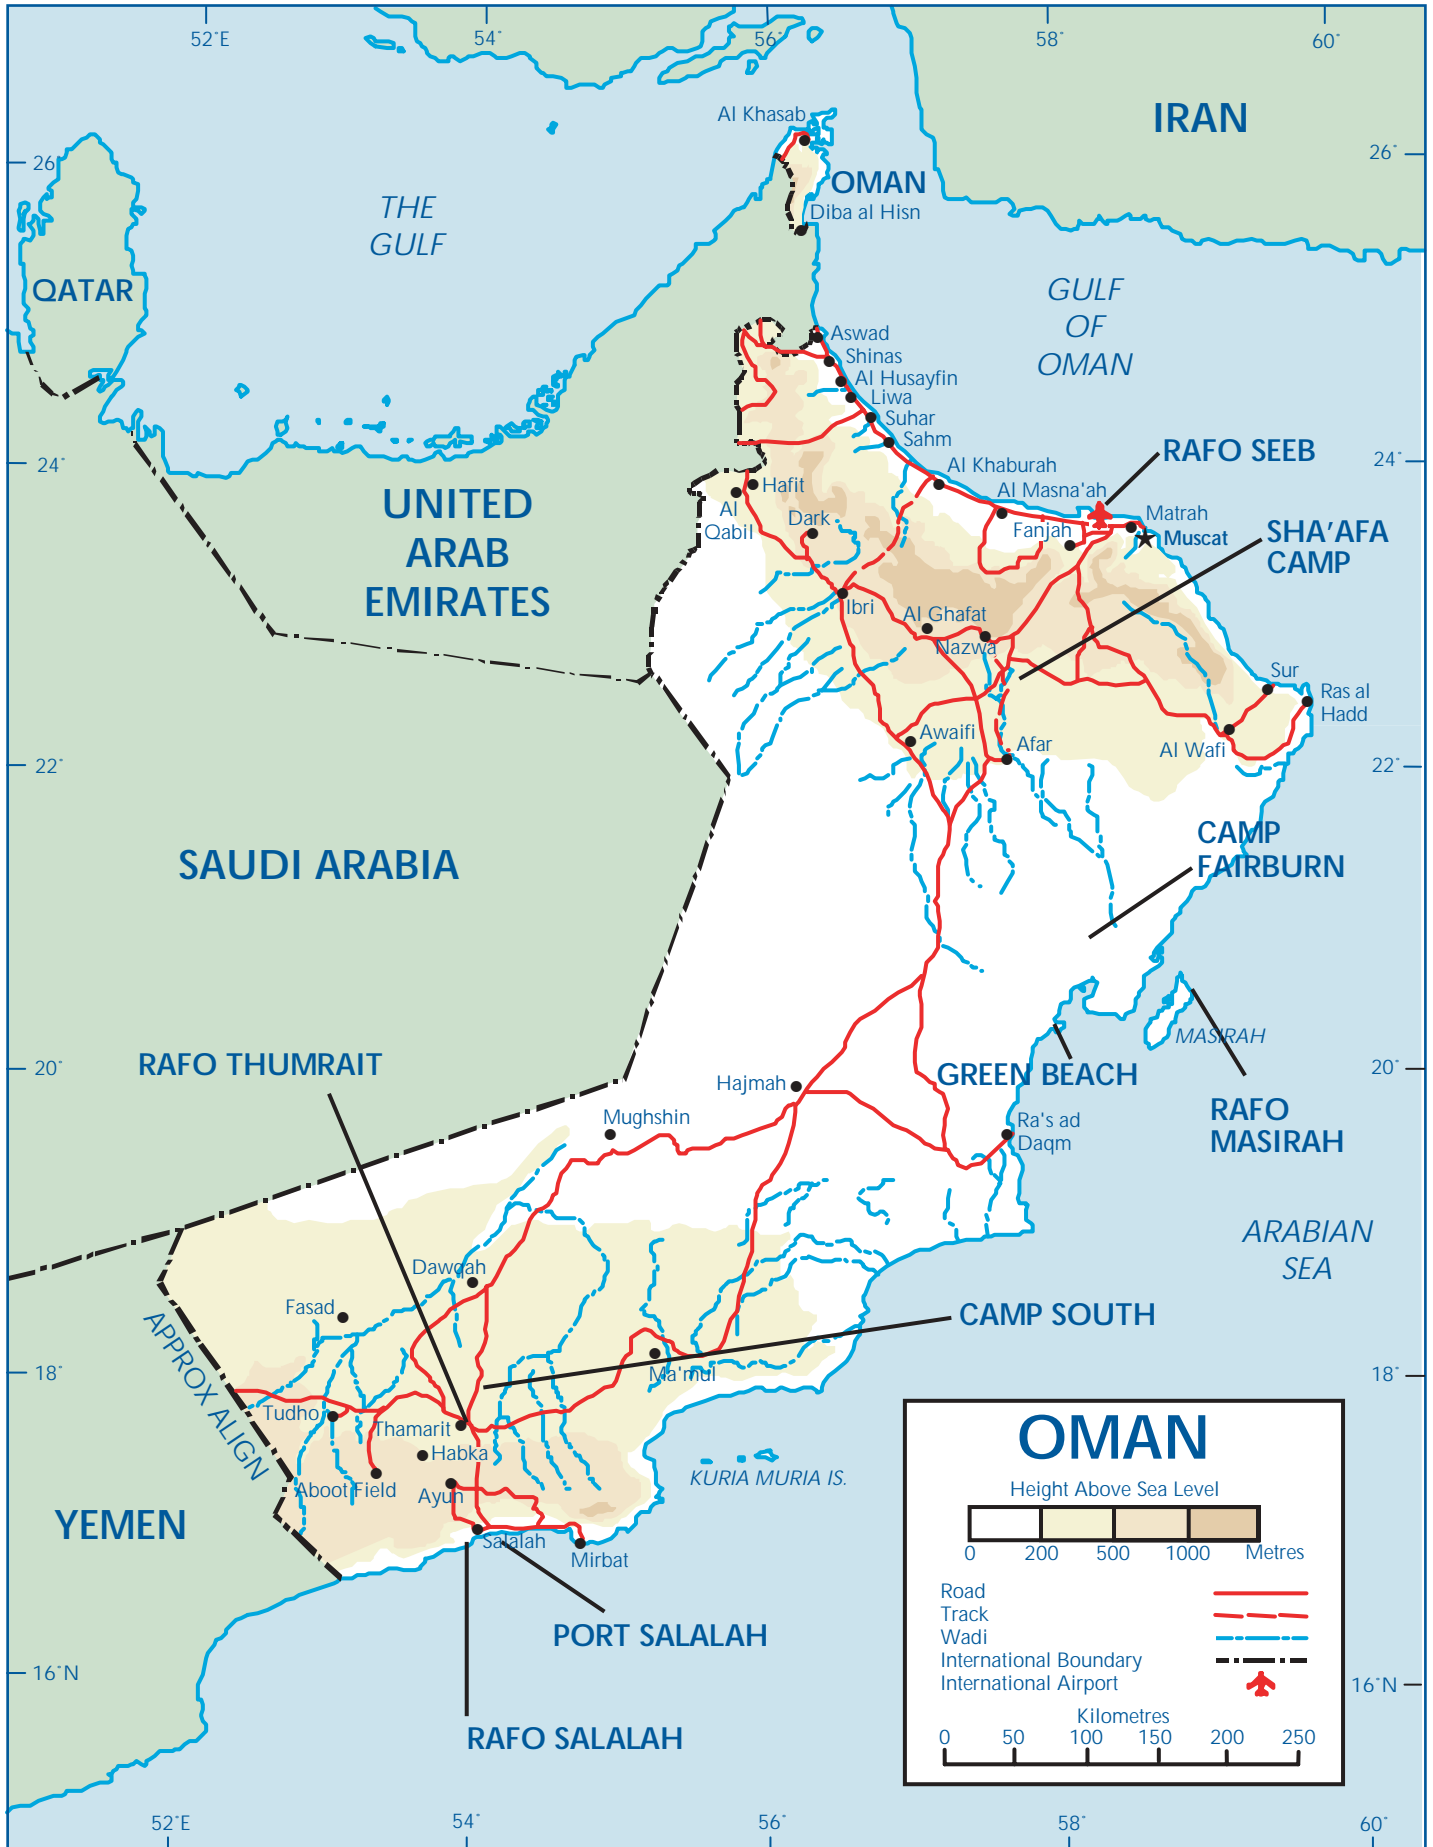 52°E
54°
56°
58°
60°
Al Khasab
IRAN
26°
26°
OMAN
Diba al Hisn
THE
GULF
QATAR
GULF
OF
OMAN
Aswad
Shinas
Al Husayfin
Liwa
Suhar
Sahm
RAFO SEEB
24°
24°
Al Khaburah
Al Masna'ah
Hafit
Al
Qabil
UNITED
ARAB
EMIRATES
Dark
Fanjah
Matrah
Muscat
SHA'AFA
CAMP
Ibri
Al Ghafat
Nazwa
Sur
Ras al
Hadd
Awaifi
Afar
Al Wafi
22°
22°
CAMP
FAIRBURN
SAUDI ARABIA
MASIRAH
RAFO THUMRAIT
20°
20°
Hajmah
GREEN BEACH
RAFO
MASIRAH
Mughshin
Ra's ad
Daqm
ARABIAN
SEA
Dawqah
Fasad
CAMP SOUTH
APPROX ALIGN
18°
18°
Ma'mul
Tudho
Thamarit
Habka
Aboot Field
Ayun
KURIA MURIA IS.
YEMEN
Salalah
Mirbat
PORT SALALAH
16°N
16°N
RAFO SALALAH
OMAN
Height Above Sea Level
0 200 500 1000 Metres
Road
Track
Wadi
International Boundary
International Airport
Kilometres
0 50 100 150 200 250
52°E
54°
56°
58°
60°